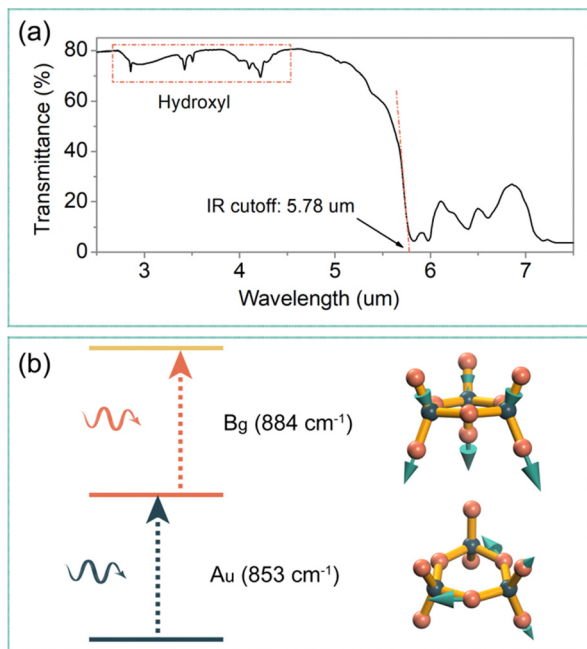 (a)
80
60
40
20
0
Transmittance (%)
Hydroxyl
IR cutoff: 5.78 um
3 4 5 6 7
Wavelength (um)
(b)
Bg (884 cm⁻¹)
Au (853 cm⁻¹)